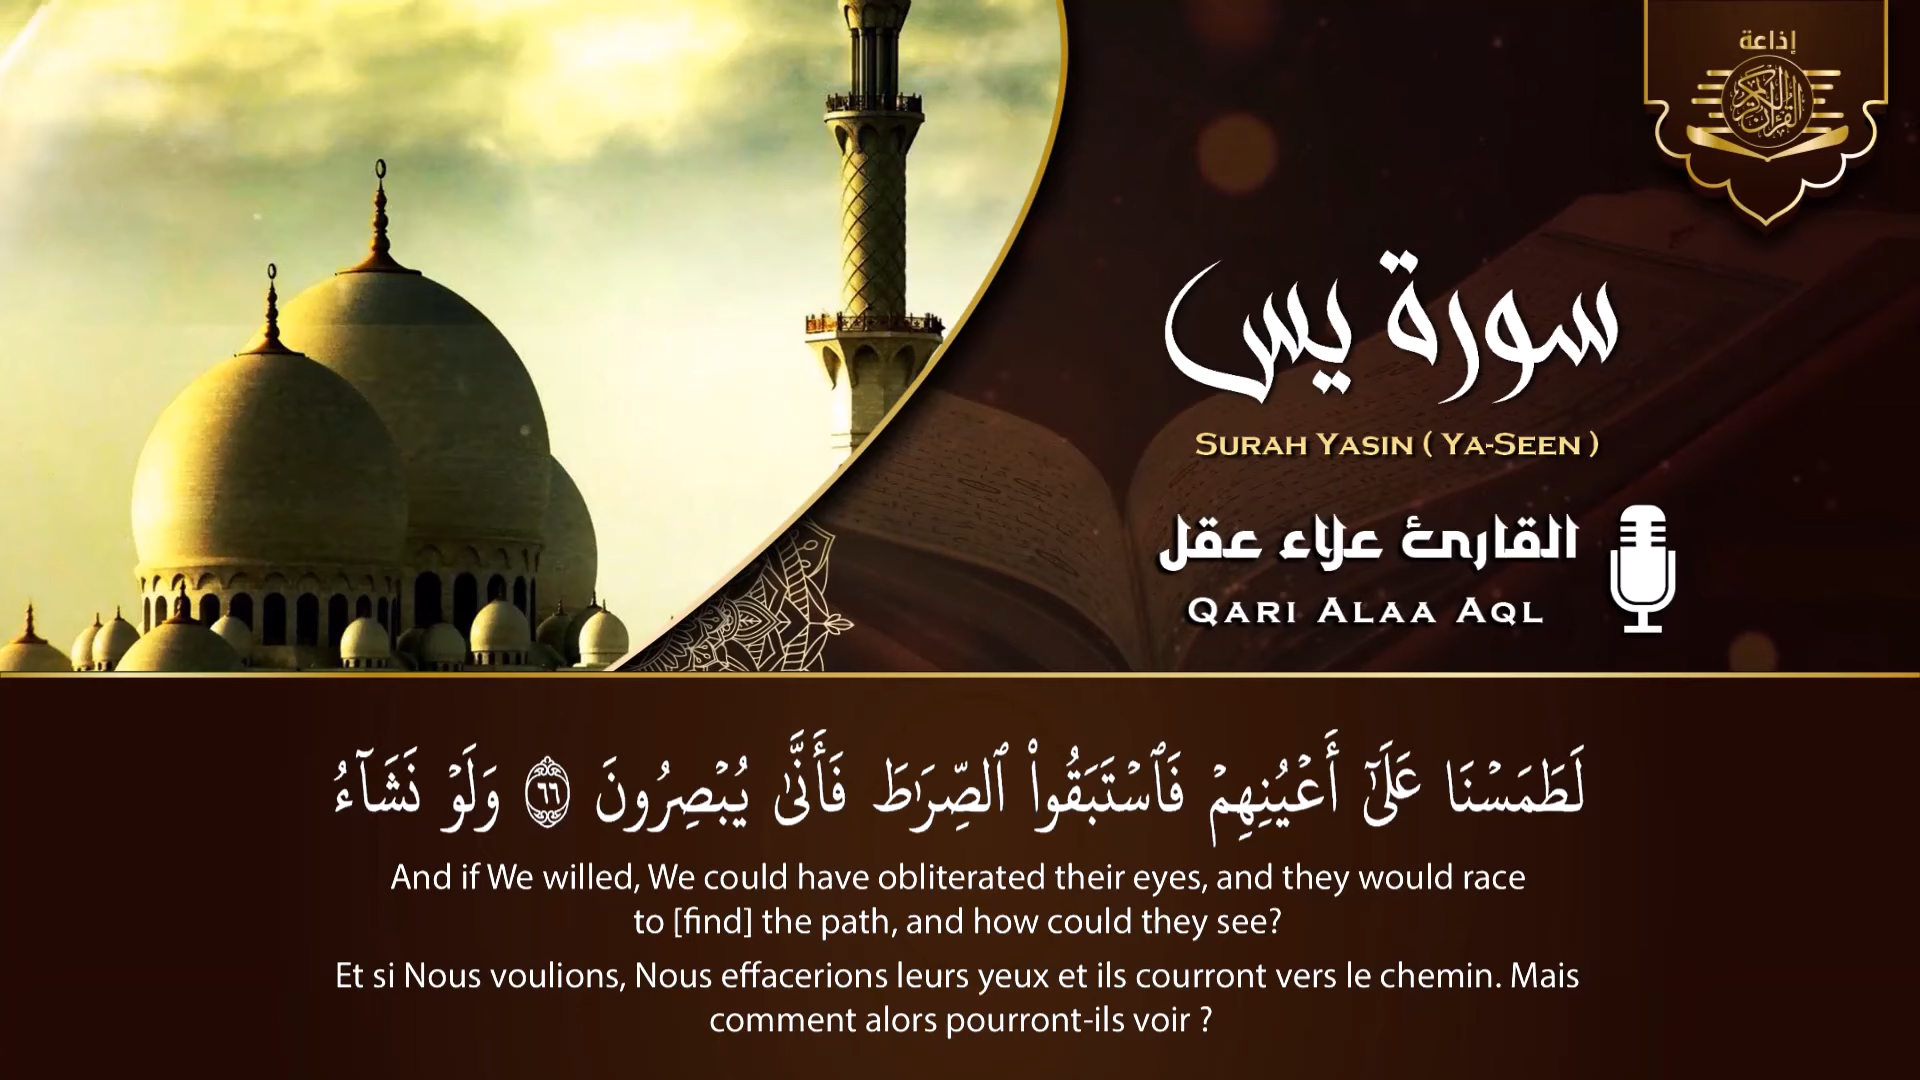 إذاعة
القرآن الكريم
سورة يس
SURAH YASIN ( YA-SEEN )
القارئ علاء عقل
QARI ALAA AQL
لَطَمَسْنَا عَلَىٰٓ أَعْيُنِهِمْ فَٱسْتَبَقُوا۟ ٱلصِّرَٰطَ فَأَنَّىٰ يُبْصِرُونَ ٦٦ وَلَوْ نَشَآءُ
And if We willed, We could have obliterated their eyes, and they would race
to [find] the path, and how could they see?
Et si Nous voulions, Nous effacerions leurs yeux et ils courront vers le chemin. Mais
comment alors pourront-ils voir ?